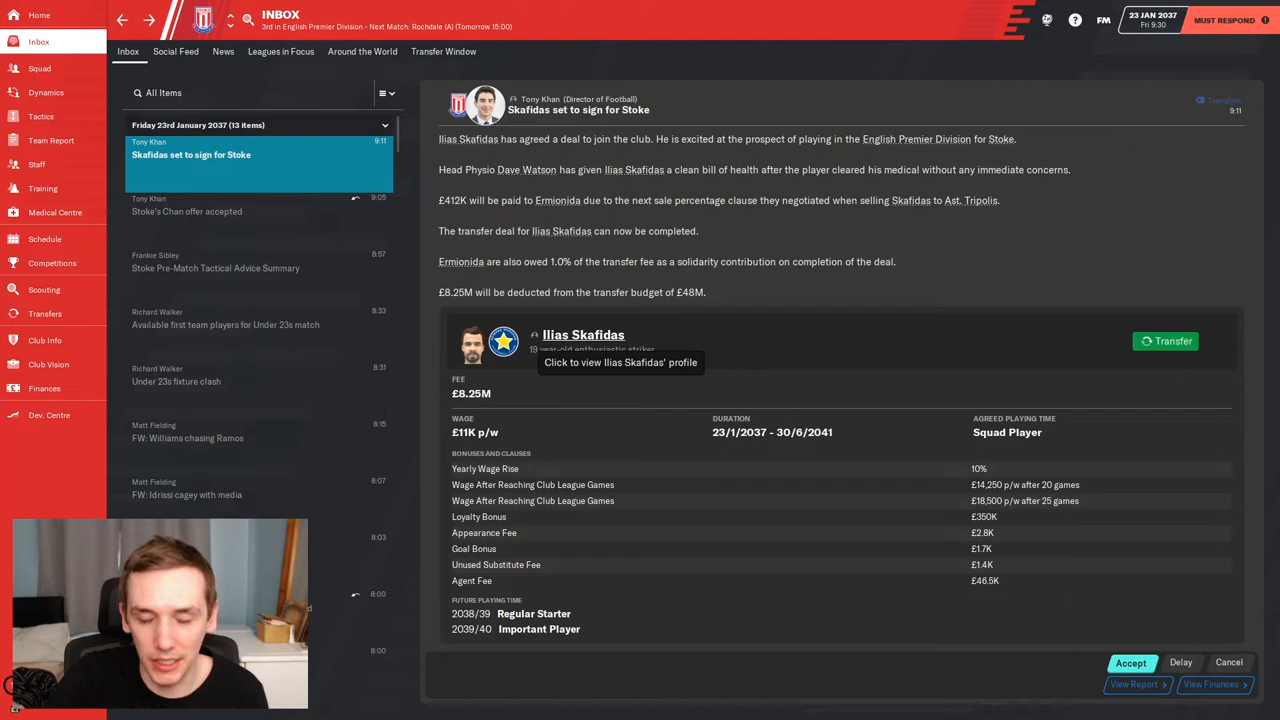 Home
INBOX
3rd in English Premier Division - Next Match: Rochdale (A) (Tomorrow 15:00)
FM
23 JAN 2037
Fri 9:30
MUST RESPOND
Inbox
Squad
Dynamics
Tactics
Team Report
Staff
Training
Medical Centre
Schedule
Competitions
Scouting
Transfers
Club Info
Club Vision
Finances
Dev. Centre
Inbox
Social Feed
News
Leagues in Focus
Around the World
Transfer Window
All Items
Friday 23rd January 2037 (13 items)
Tony Khan 9:11
Skafidas set to sign for Stoke
Tony Khan 9:05
Stoke's Chan offer accepted
Frankie Sibley 8:57
Stoke Pre-Match Tactical Advice Summary
Richard Walker 8:33
Available first team players for Under 23s match
Richard Walker 8:31
Under 23s fixture clash
Matt Fielding 8:15
FW: Williams chasing Ramos
Matt Fielding 8:07
FW: Idrissi cagey with media
8:03
8:00
8:00
Tony Khan (Director of Football)
Skafidas set to sign for Stoke
Transfers
9:11
Ilias Skafidas has agreed a deal to join the club. He is excited at the prospect of playing in the English Premier Division for Stoke.
Head Physio Dave Watson has given Ilias Skafidas a clean bill of health after the player cleared his medical without any immediate concerns.
£412K will be paid to Ermionida due to the next sale percentage clause they negotiated when selling Skafidas to Ast. Tripolis.
The transfer deal for Ilias Skafidas can now be completed.
Ermionida are also owed 1.0% of the transfer fee as a solidarity contribution on completion of the deal.
£8.25M will be deducted from the transfer budget of £48M.
Ilias Skafidas
19 year-old enthusiastic striker
Click to view Ilias Skafidas' profile
Transfer
FEE
£8.25M
WAGE DURATION AGREED PLAYING TIME
£11K p/w 23/1/2037 - 30/6/2041 Squad Player
BONUSES AND CLAUSES
Yearly Wage Rise 10%
Wage After Reaching Club League Games £14,250 p/w after 20 games
Wage After Reaching Club League Games £18,500 p/w after 25 games
Loyalty Bonus £350K
Appearance Fee £2.8K
Goal Bonus £1.7K
Unused Substitute Fee £1.4K
Agent Fee £46.5K
FUTURE PLAYING TIME
2038/39 Regular Starter
2039/40 Important Player
Accept
Delay
Cancel
View Report
View Finances